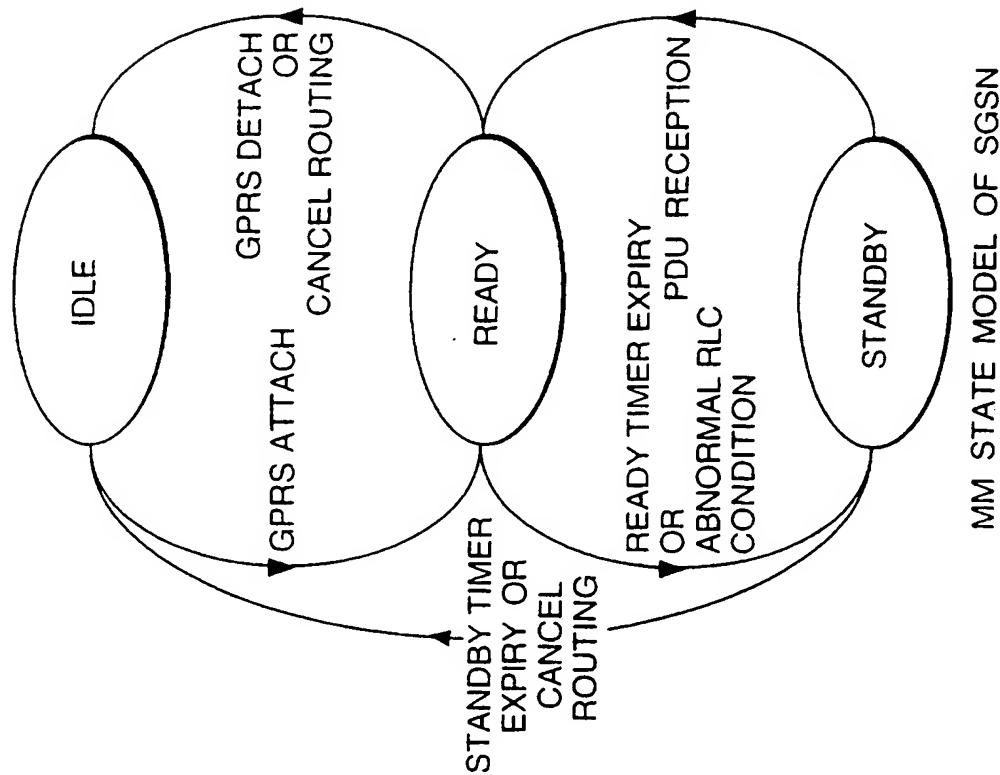 IDLE
GPRS ATTACH
GPRS DETACH
OR
CANCEL ROUTING
READY
STANDBY TIMER
EXPIRY OR
CANCEL
ROUTING
READY TIMER EXPIRY
OR
ABNORMAL RLC
CONDITION
PDU RECEPTION
STANDBY
MM STATE MODEL OF SGSN